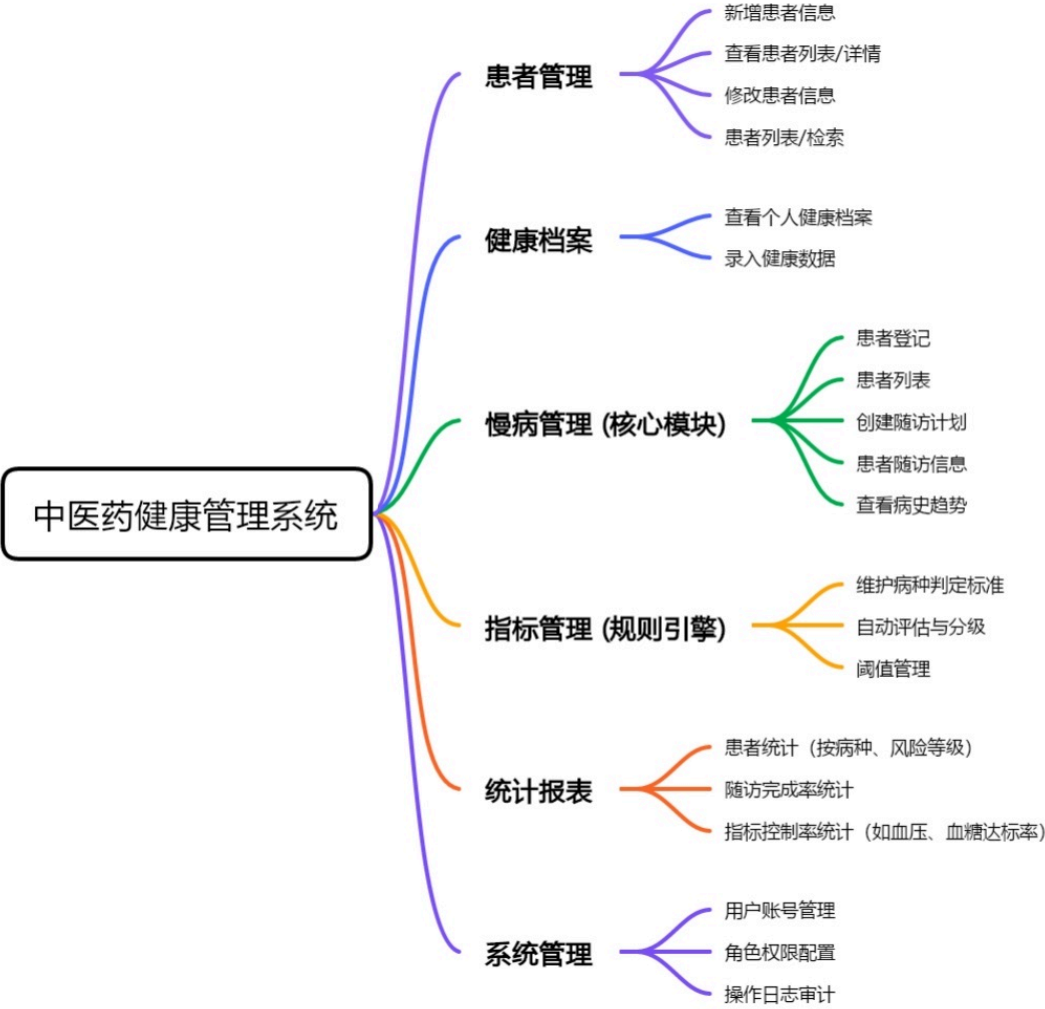 中医药健康管理系统
患者管理
新增患者信息
查看患者列表/详情
修改患者信息
患者列表/检索
健康档案
查看个人健康档案
录入健康数据
慢病管理 (核心模块)
患者登记
患者列表
创建随访计划
患者随访信息
查看病史趋势
指标管理 (规则引擎)
维护病种判定标准
自动评估与分级
阈值管理
统计报表
患者统计（按病种、风险等级）
随访完成率统计
指标控制率统计（如血压、血糖达标率）
系统管理
用户账号管理
角色权限配置
操作日志审计